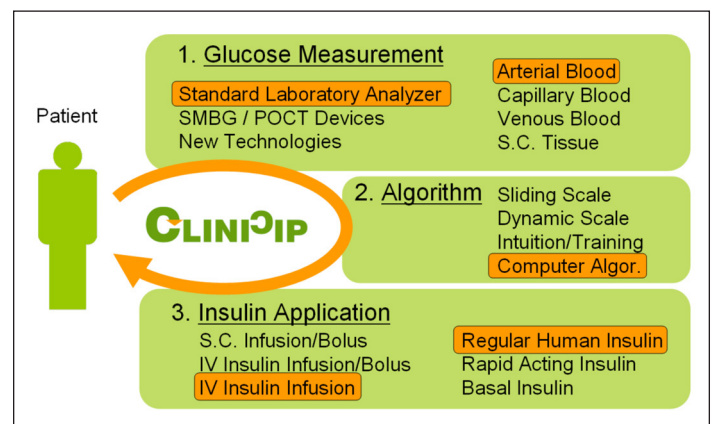 1. Glucose Measurement
Standard Laboratory Analyzer
SMBG / POCT Devices
New Technologies
Arterial Blood
Capillary Blood
Venous Blood
S.C. Tissue
Patient
CLINICIP
2. Algorithm
Sliding Scale
Dynamic Scale
Intuition/Training
Computer Algor.
3. Insulin Application
S.C. Infusion/Bolus
IV Insulin Infusion/Bolus
IV Insulin Infusion
Regular Human Insulin
Rapid Acting Insulin
Basal Insulin